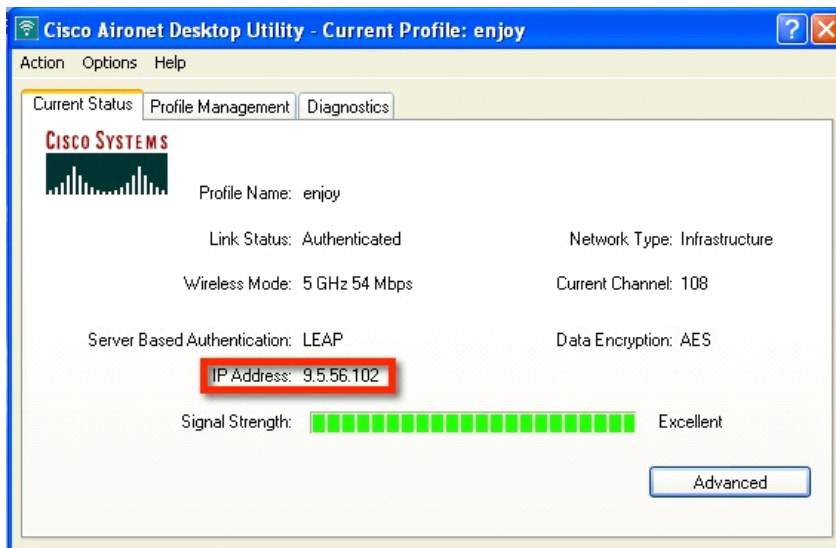 Cisco Aironet Desktop Utility - Current Profile: enjoy
Action Options Help
Current Status Profile Management Diagnostics
CISCO SYSTEMS
Profile Name: enjoy
Link Status: Authenticated Network Type: Infrastructure
Wireless Mode: 5 GHz 54 Mbps Current Channel: 108
Server Based Authentication: LEAP Data Encryption: AES
IP Address: 9.5.56.102
Signal Strength: Excellent
Advanced